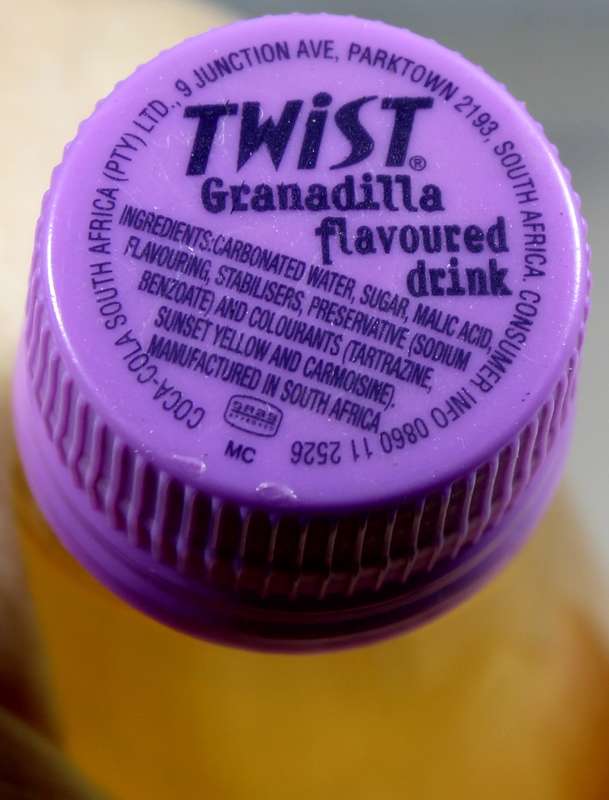 COCA-COLA SOUTH AFRICA (PTY) LTD., 9 JUNCTION AVE, PARKTOWN 2193, SOUTH AFRICA. CONSUMER INFO 0860 11 2526
TWiST®
Granadilla
flavoured
drink
INGREDIENTS:CARBONATED WATER, SUGAR, MALIC ACID,
FLAVOURING, STABILISERS, PRESERVATIVE (SODIUM
BENZOATE) AND COLOURANTS (TARTRAZINE,
SUNSET YELLOW AND CARMOISINE).
MANUFACTURED IN SOUTH AFRICA
SABS
APPROVED
MC